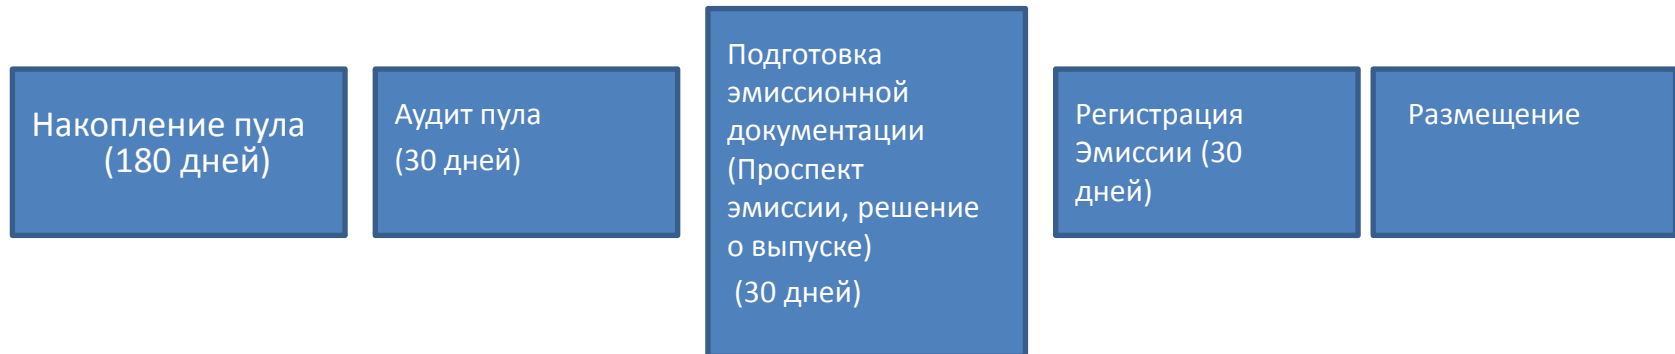 Накопление пула
(180 дней)
Аудит пула
(30 дней)
Подготовка
эмиссионной
документации
(Проспект
эмиссии, решение
о выпуске)
(30 дней)
Регистрация
Эмиссии (30
дней)
Размещение